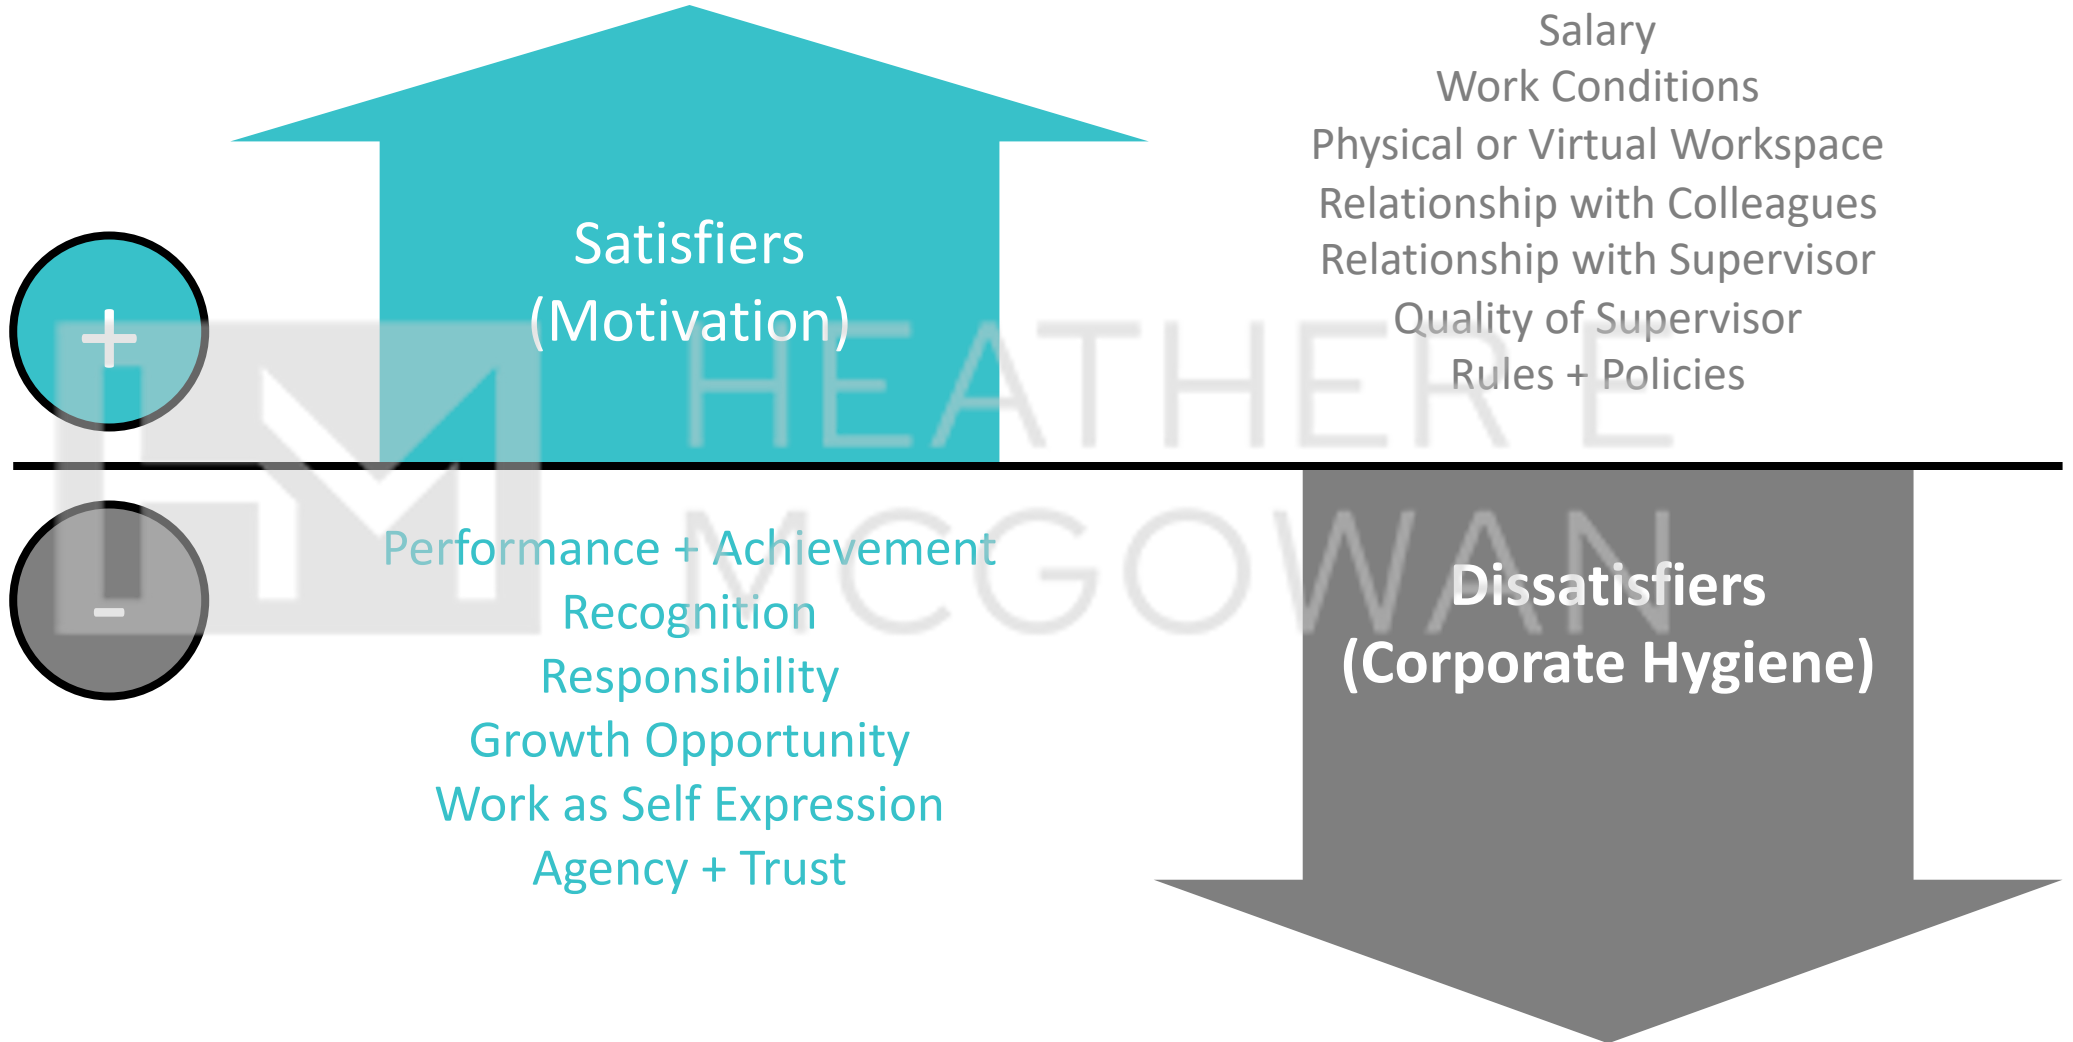 Satisfiers
(Motivation)
Salary
Work Conditions
Physical or Virtual Workspace
Relationship with Colleagues
Relationship with Supervisor
Quality of Supervisor
Rules + Policies
+
-
Performance + Achievement
Recognition
Responsibility
Growth Opportunity
Work as Self Expression
Agency + Trust
Dissatisfiers
(Corporate Hygiene)
HEATHER E
MCGOWAN